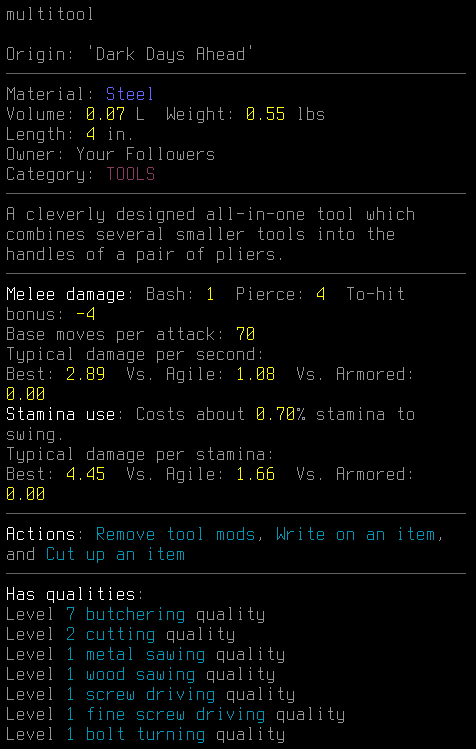 multitool
Origin: 'Dark Days Ahead'
Material: Steel
Volume: 0.07 L  Weight: 0.55 lbs
Length: 4 in.
Owner: Your Followers
Category: TOOLS
A cleverly designed all-in-one tool which
combines several smaller tools into the
handles of a pair of pliers.
Melee damage: Bash: 1  Pierce: 4  To-hit
bonus: -4
Base moves per attack: 70
Typical damage per second:
Best: 2.89  Vs. Agile: 1.08  Vs. Armored:
0.00
Stamina use: Costs about 0.70% stamina to
swing.
Typical damage per stamina:
Best: 4.45  Vs. Agile: 1.66  Vs. Armored:
0.00
Actions: Remove tool mods, Write on an item,
and Cut up an item
Has qualities:
Level 7 butchering quality
Level 2 cutting quality
Level 1 metal sawing quality
Level 1 wood sawing quality
Level 1 screw driving quality
Level 1 fine screw driving quality
Level 1 bolt turning quality